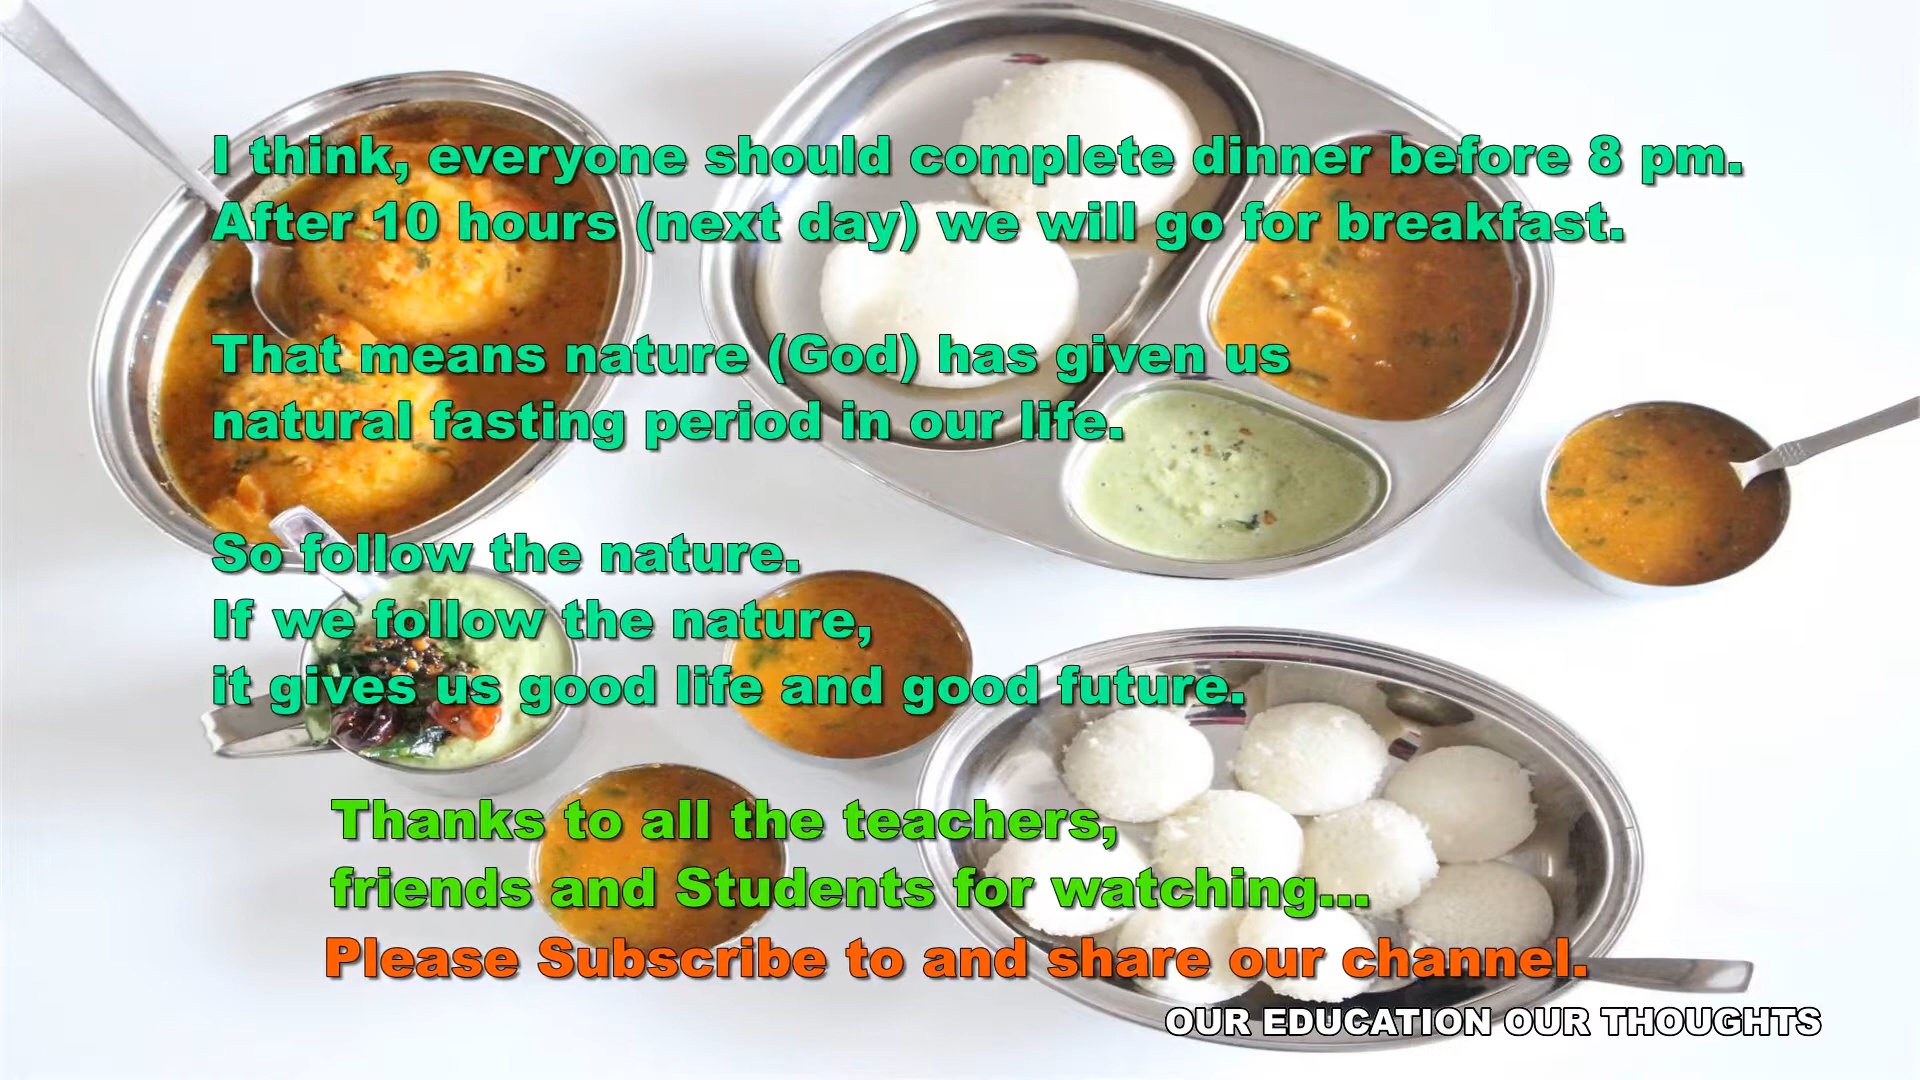 I think, everyone should complete dinner before 8 pm.
After 10 hours (next day) we will go for breakfast.
That means nature (God) has given us
natural fasting period in our life.
So follow the nature.
If we follow the nature,
it gives us good life and good future.
Thanks to all the teachers,
friends and Students for watching...
Please Subscribe to and share our channel.
OUR EDUCATION OUR THOUGHTS